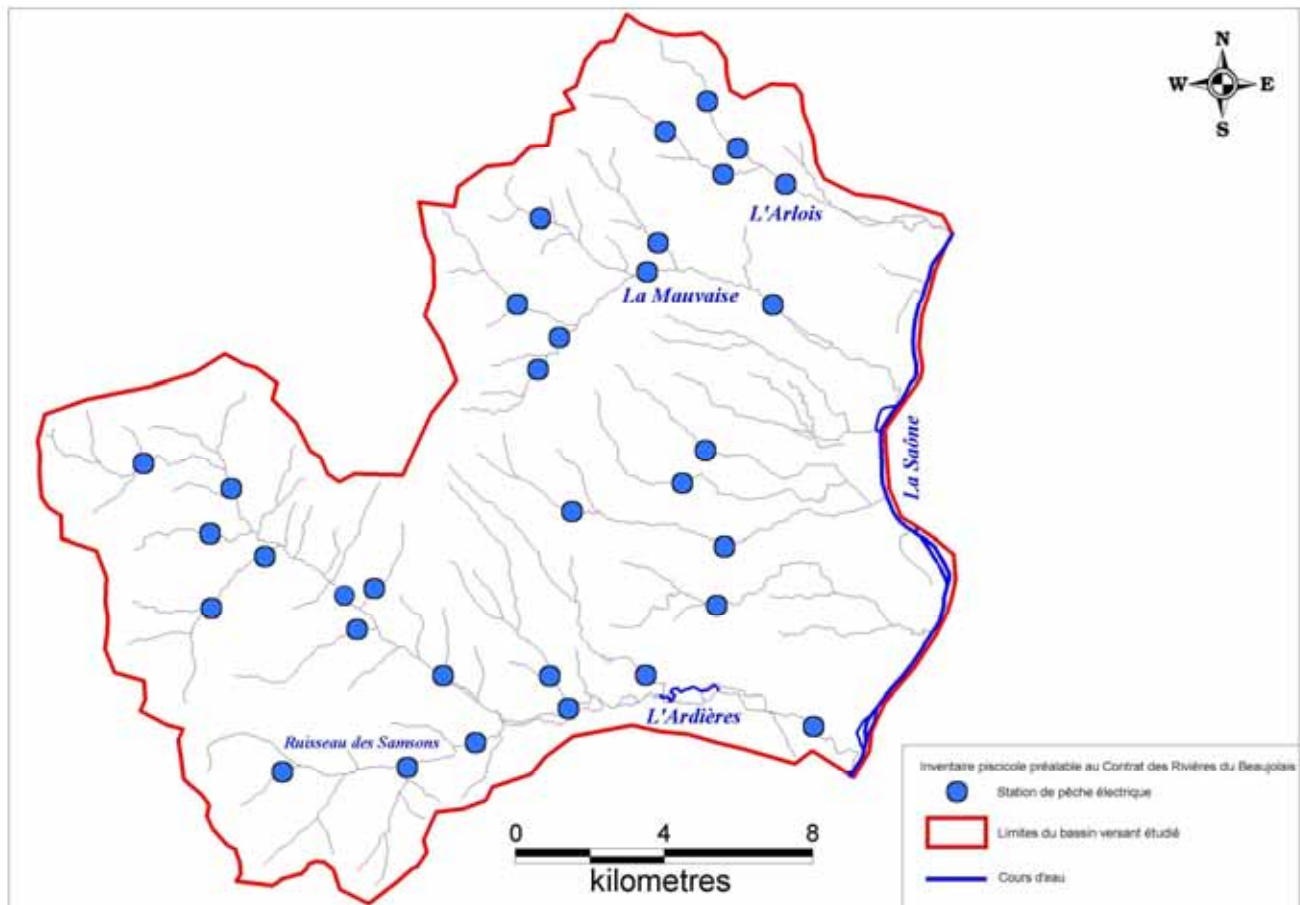 N
W E
S
L'Arlois
La Mauvaise
La Saône
L'Ardières
Ruisseau des Samsons
0 4 8
kilometres
Inventaire piscicole préalable au Contrat des Rivières du Beaujolais
Station de pêche électrique
Limites du bassin versant étudié
Cours d'eau